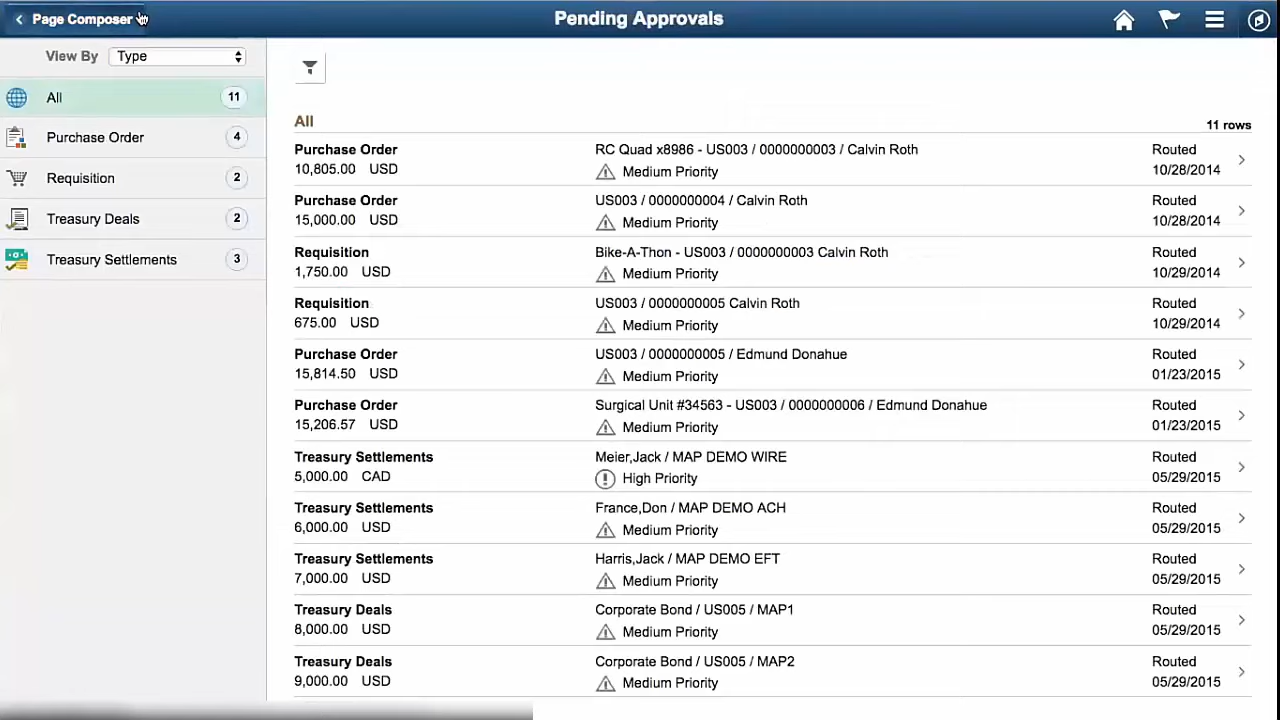 Page Composer
Pending Approvals
View By Type
All 11
Purchase Order 4
Requisition 2
Treasury Deals 2
Treasury Settlements 3
All
11 rows
Purchase Order RC Quad x8986 - US003 / 0000000003 / Calvin Roth Routed
10,805.00 USD Medium Priority 10/28/2014
Purchase Order US003 / 0000000004 / Calvin Roth Routed
15,000.00 USD Medium Priority 10/28/2014
Requisition Bike-A-Thon - US003 / 0000000003 Calvin Roth Routed
1,750.00 USD Medium Priority 10/29/2014
Requisition US003 / 0000000005 Calvin Roth Routed
675.00 USD Medium Priority 10/29/2014
Purchase Order US003 / 0000000005 / Edmund Donahue Routed
15,814.50 USD Medium Priority 01/23/2015
Purchase Order Surgical Unit #34563 - US003 / 0000000006 / Edmund Donahue Routed
15,206.57 USD Medium Priority 01/23/2015
Treasury Settlements Meier,Jack / MAP DEMO WIRE Routed
5,000.00 CAD High Priority 05/29/2015
Treasury Settlements France,Don / MAP DEMO ACH Routed
6,000.00 USD Medium Priority 05/29/2015
Treasury Settlements Harris,Jack / MAP DEMO EFT Routed
7,000.00 USD Medium Priority 05/29/2015
Treasury Deals Corporate Bond / US005 / MAP1 Routed
8,000.00 USD Medium Priority 05/29/2015
Treasury Deals Corporate Bond / US005 / MAP2 Routed
9,000.00 USD Medium Priority 05/29/2015